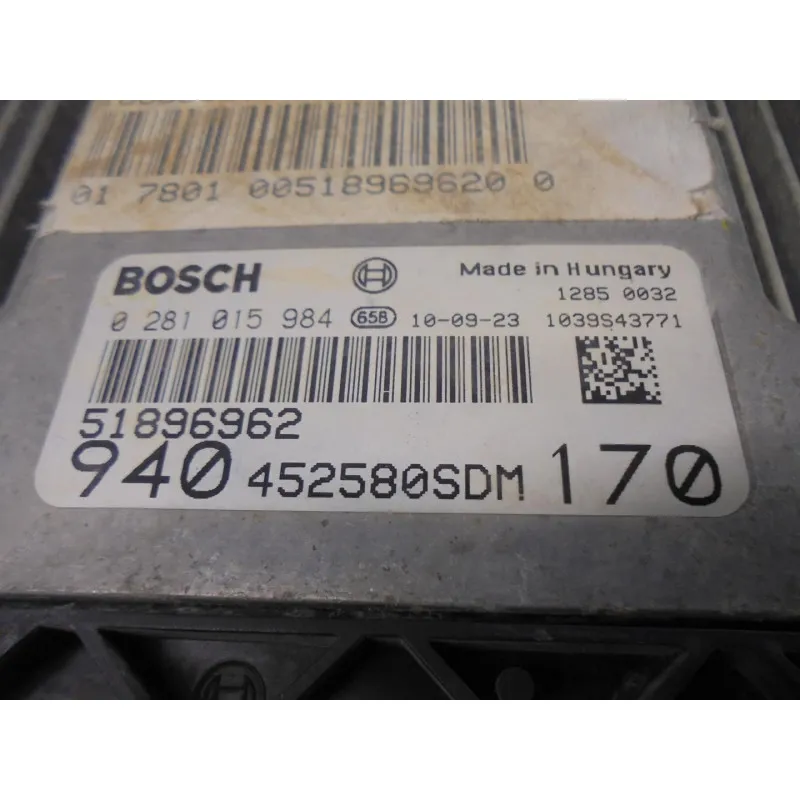 01 7801 00518969620 0
BOSCH Made in Hungary
1285 0032
0 281 015 984 658 10-09-23 1039S43771
51896962
940 452580SDM 170